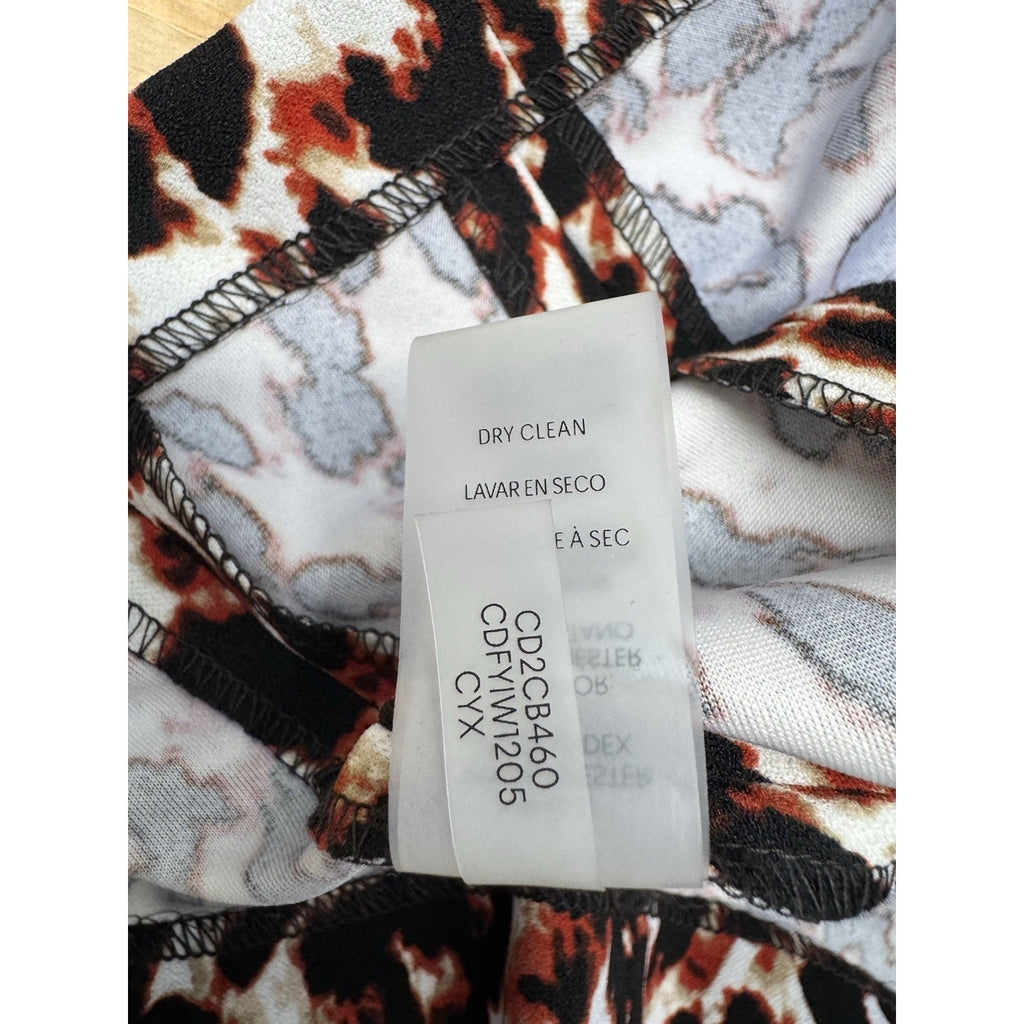 DRY CLEAN
LAVAR EN SECO
E À SEC
CD2CB460
CDFYIW1205
CYX